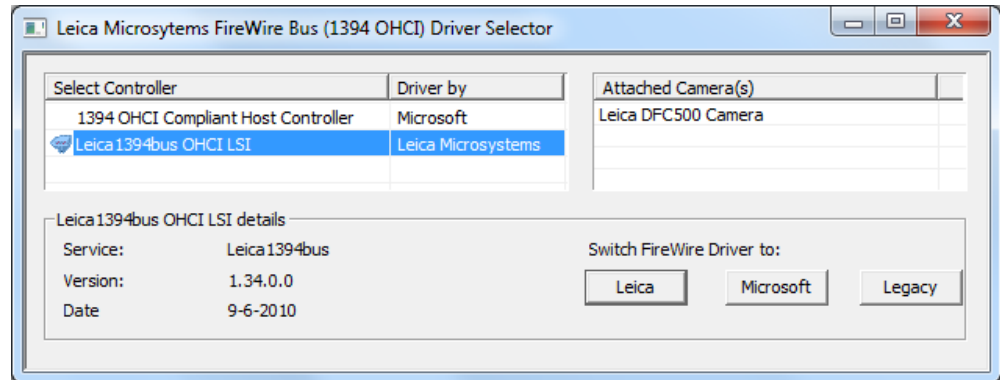 Leica Microsytems FireWire Bus (1394 OHCI) Driver Selector
Select Controller Driver by Attached Camera(s)
1394 OHCI Compliant Host Controller Microsoft Leica DFC500 Camera
Leica1394bus OHCI LSI Leica Microsystems
Leica1394bus OHCI LSI details
Service: Leica1394bus Switch FireWire Driver to:
Version: 1.34.0.0 Leica Microsoft Legacy
Date 9-6-2010